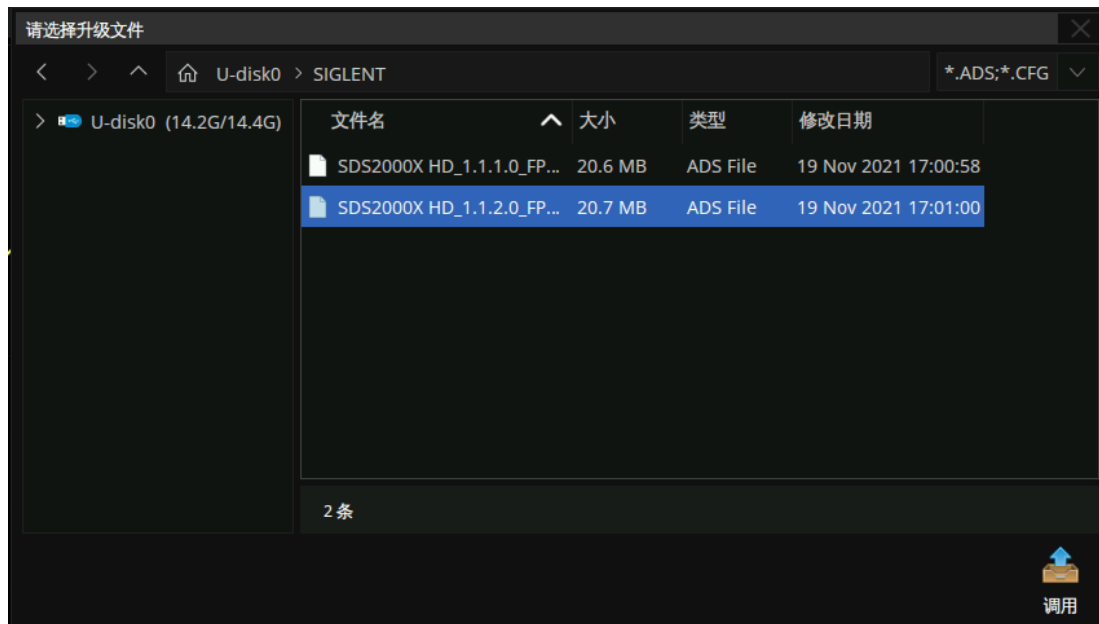 请选择升级文件
U-disk0 > SIGLENT *.ADS;*.CFG
U-disk0 (14.2G/14.4G)
文件名 大小 类型 修改日期
SDS2000X HD_1.1.1.0_FP... 20.6 MB ADS File 19 Nov 2021 17:00:58
SDS2000X HD_1.1.2.0_FP... 20.7 MB ADS File 19 Nov 2021 17:01:00
2 条
调用